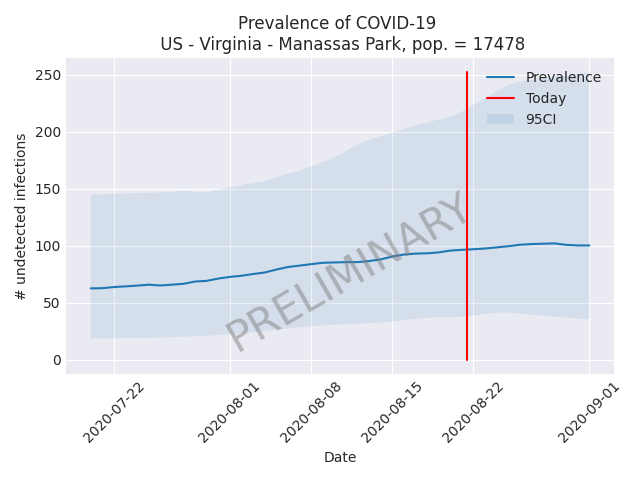 Prevalence of COVID-19
US - Virginia - Manassas Park, pop. = 17478
250
200
150
100
50
0
# undetected infections
Prevalence
Today
95CI
PRELIMINARY
2020-07-22
2020-08-01
2020-08-08
2020-08-15
2020-08-22
2020-09-01
Date